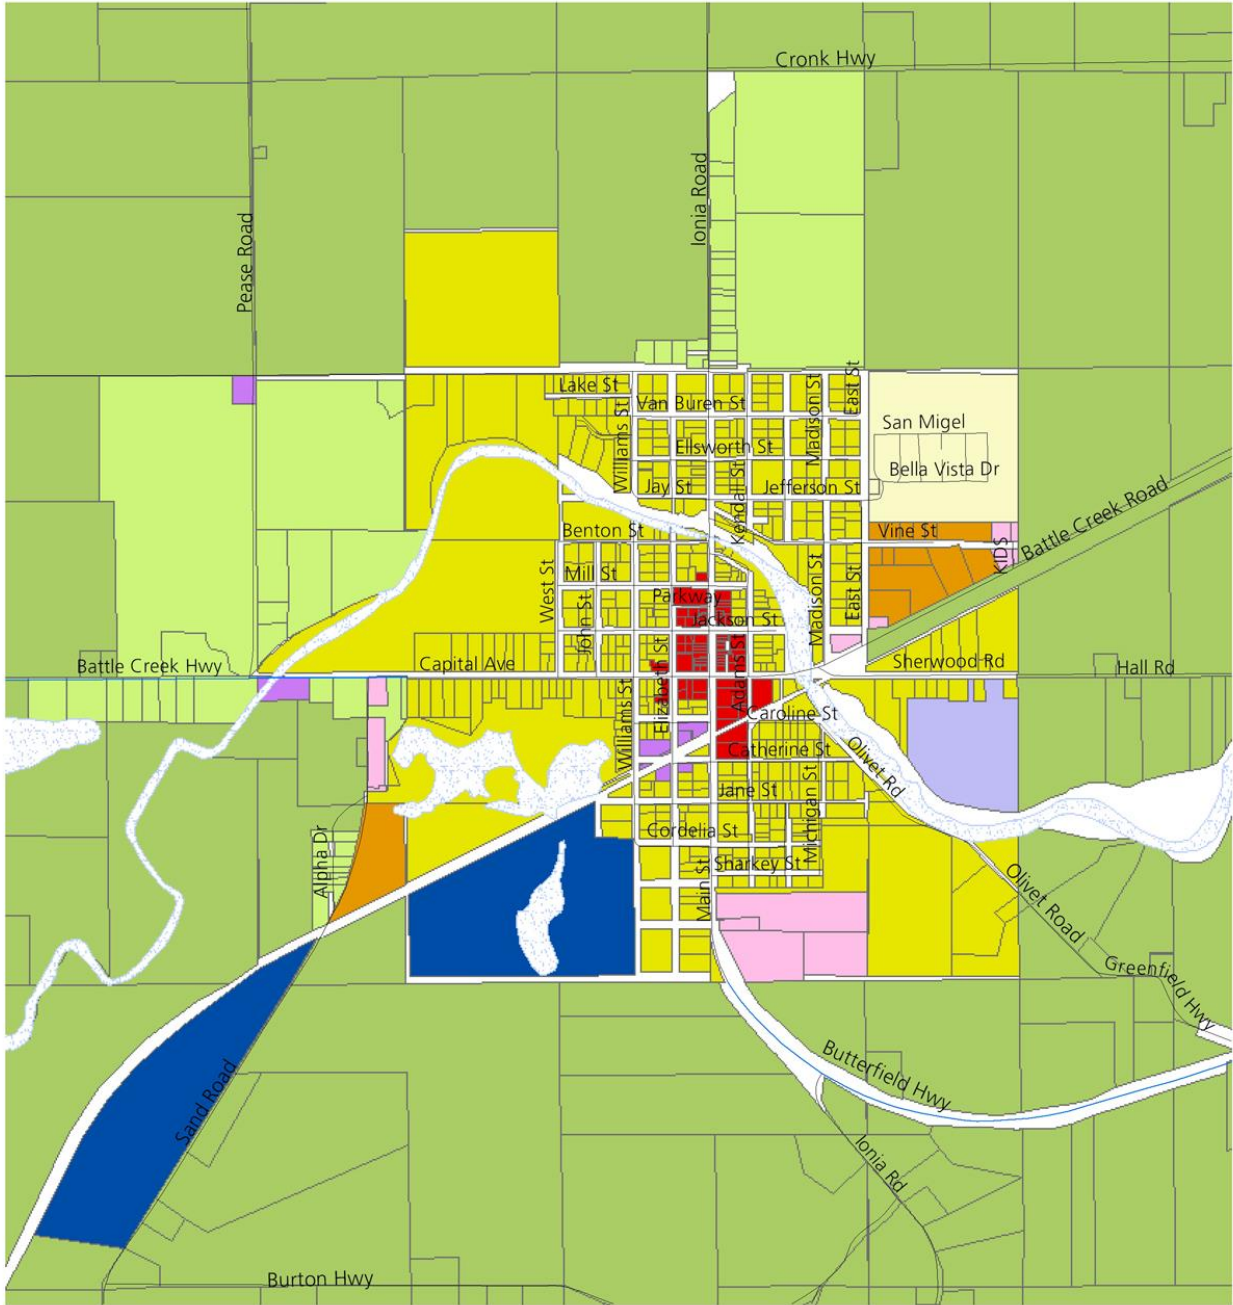 Cronk Hwy
Ionia Road
Pease Road
Lake St
East St
Madison St
Van Buren St
Williams St
San Migel
Ellsworth St
Bella Vista Dr
Jay St
Jefferson St
Kendall St
Battle Creek Road
Benton St
Vine St
KIDS
West St
Mill St
Madison St
East St
Parkway
John St
Jackson St
Elizabeth St
Adams St
Battle Creek Hwy
Capital Ave
Sherwood Rd
Hall Rd
Williams St
Caroline St
Catherine St
Olivet Rd
Jane St
Michigan St
Cordelia St
Alpha Dr
Sharkey St
Main St
Olivet Road
Greenfield Hwy
Butterfield Hwy
Sand Road
Ionia Rd
Burton Hwy